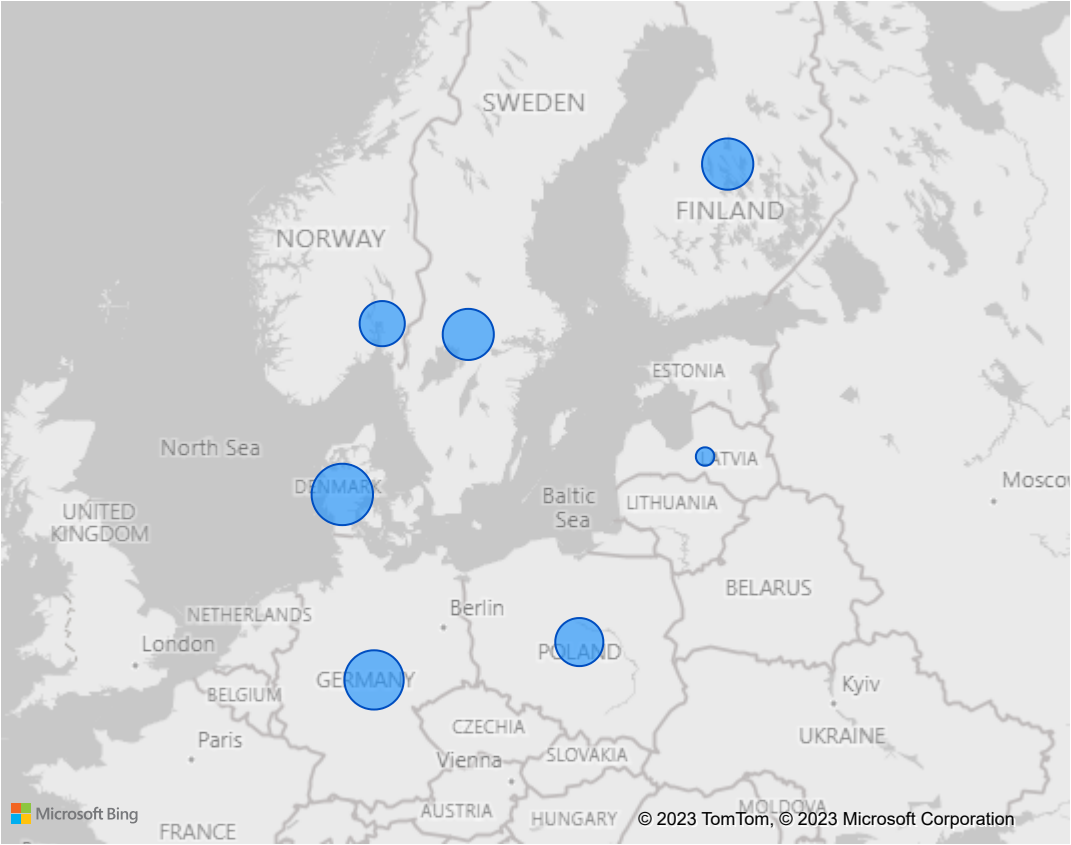 SWEDEN
FINLAND
NORWAY
ESTONIA
North Sea
LATVIA
DENMARK
Baltic
Sea
LITHUANIA
Moscow
UNITED
KINGDOM
BELARUS
NETHERLANDS
Berlin
London
POLAND
GERMANY
BELGIUM
Kyiv
CZECHIA
Paris
UKRAINE
Vienna
SLOVAKIA
Microsoft Bing
AUSTRIA
HUNGARY
MOLDOVA
© 2023 TomTom, © 2023 Microsoft Corporation
FRANCE